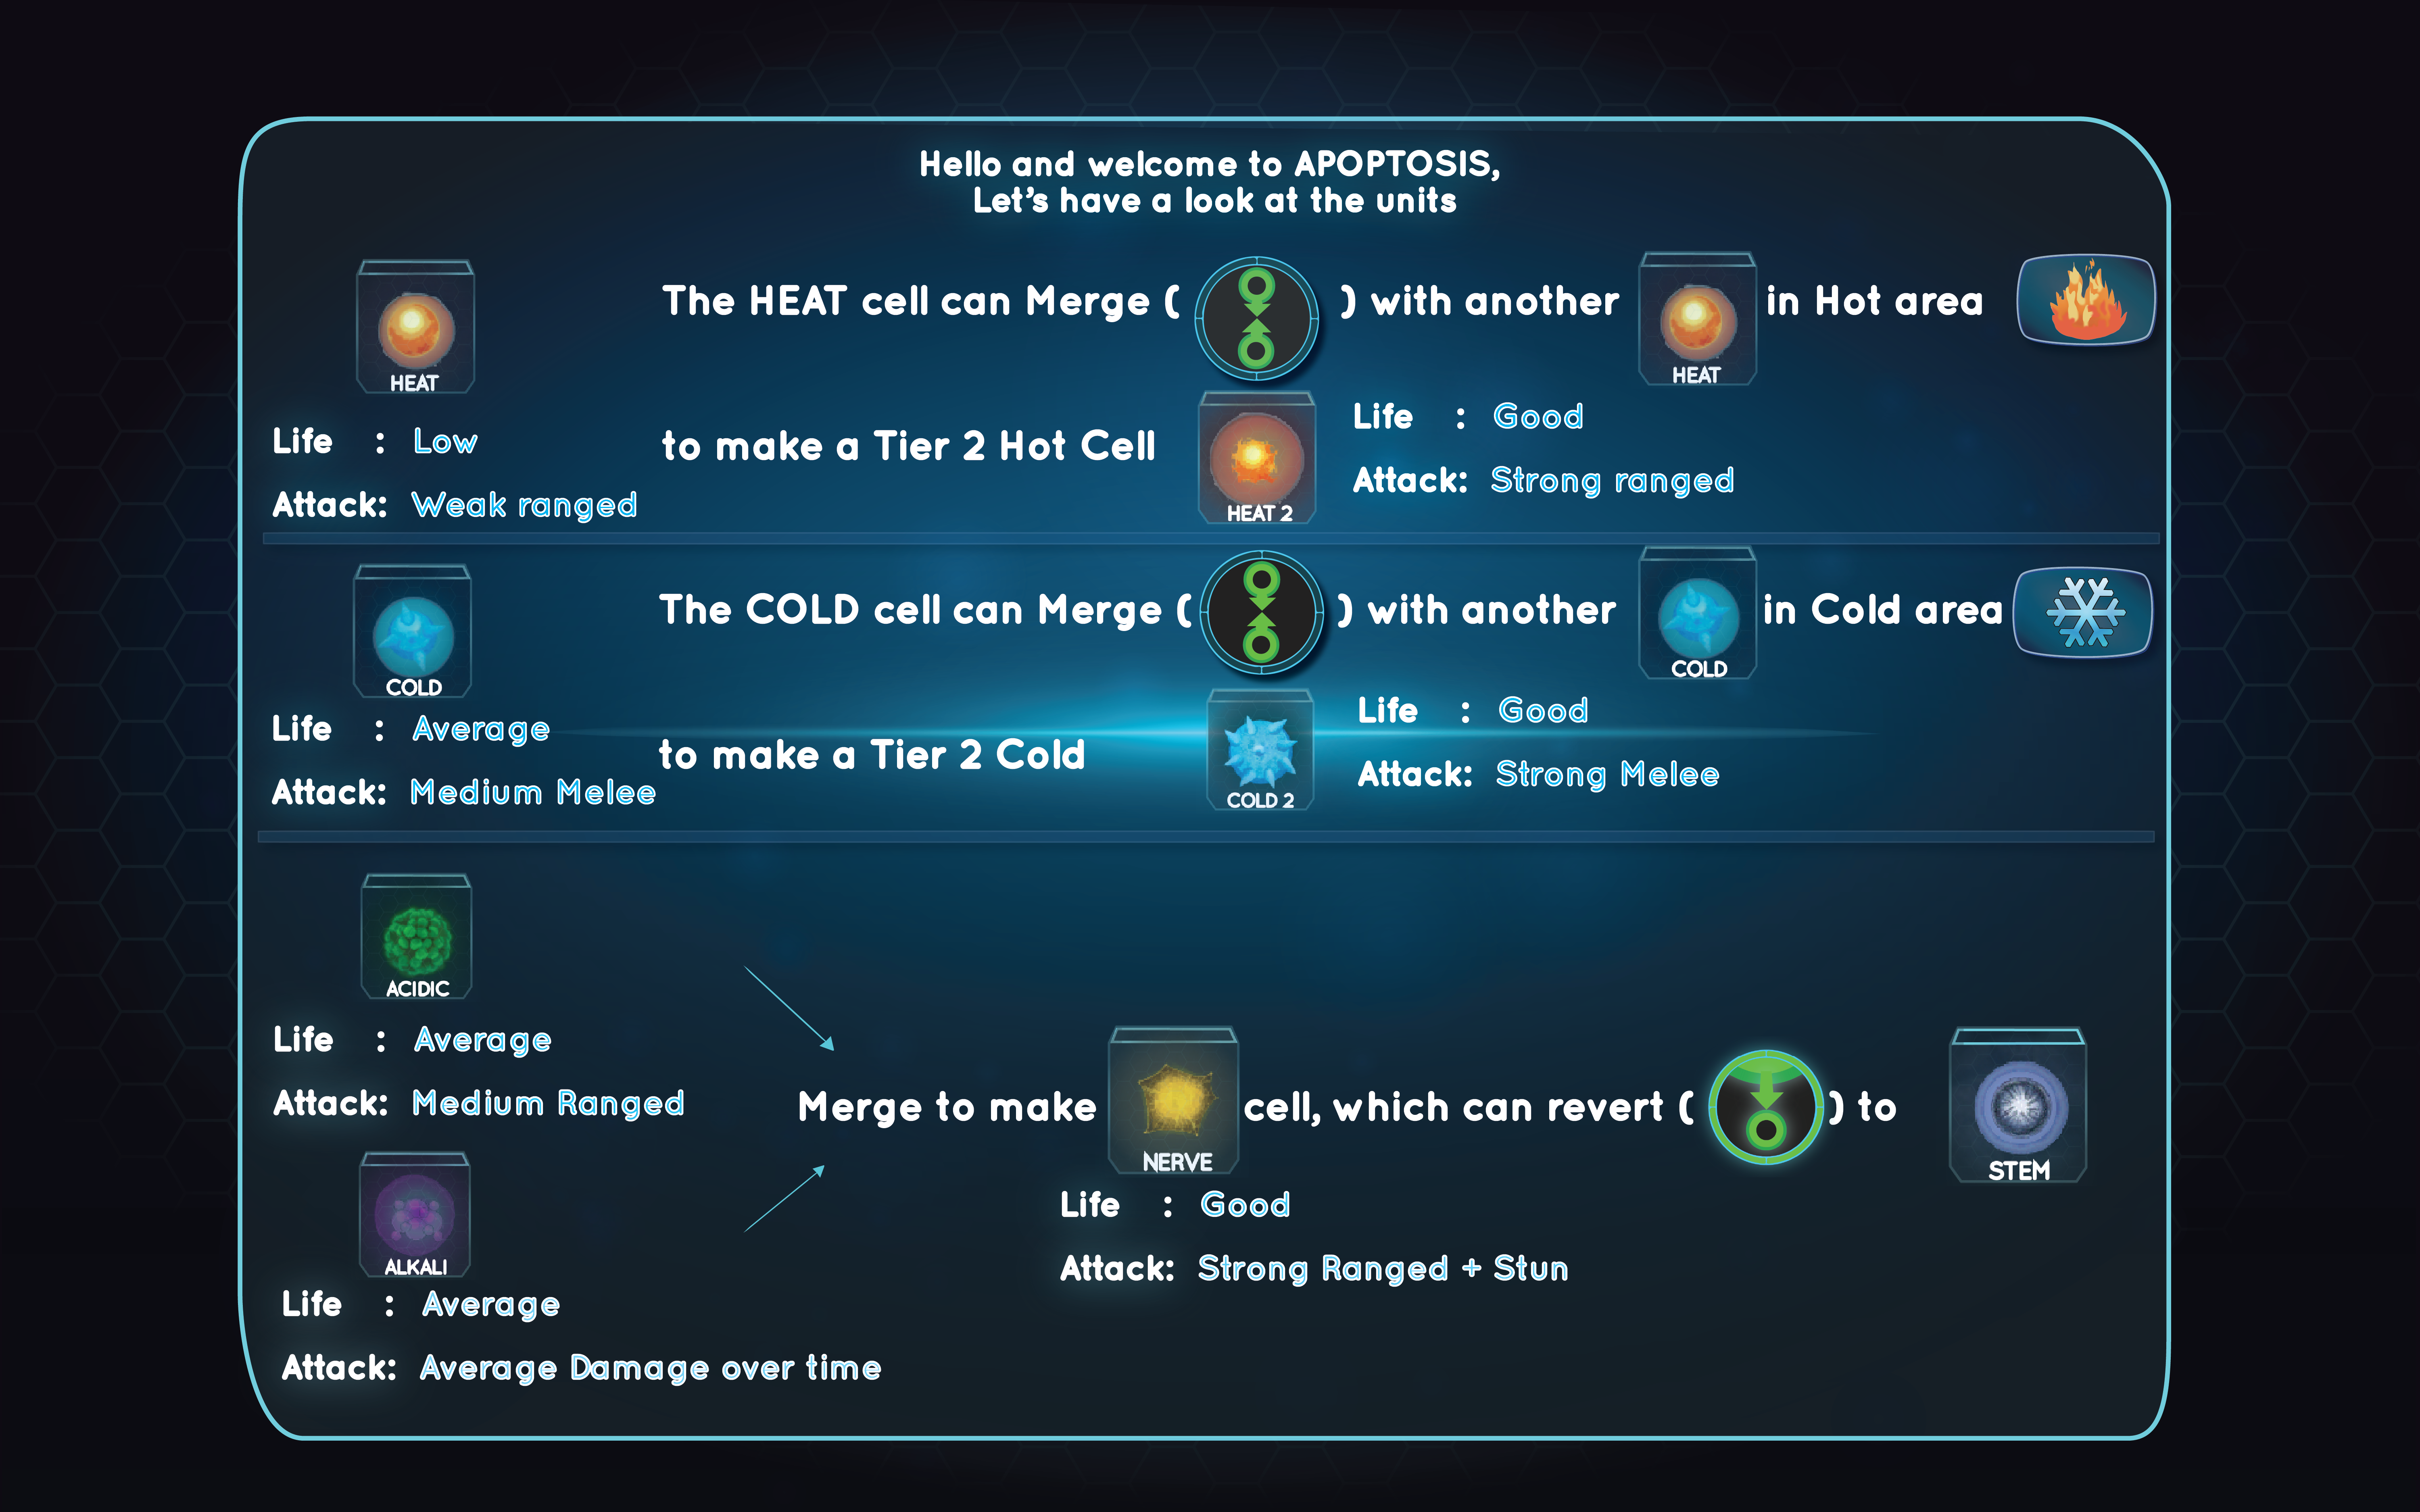 Hello and welcome to APOPTOSIS,
Let's have a look at the units
HEAT
The HEAT cell can Merge ( ) with another
HEAT
in Hot area
Life : Low
Attack: Weak ranged
to make a Tier 2 Hot Cell
HEAT 2
Life : Good
Attack: Strong ranged
COLD
The COLD cell can Merge ( ) with another
COLD
in Cold area
Life : Average
Attack: Medium Melee
to make a Tier 2 Cold
COLD 2
Life : Good
Attack: Strong Melee
ACIDIC
Life : Average
Attack: Medium Ranged
ALKALI
Life : Average
Attack: Average Damage over time
Merge to make
NERVE
cell, which can revert ( ) to
STEM
Life : Good
Attack: Strong Ranged + Stun